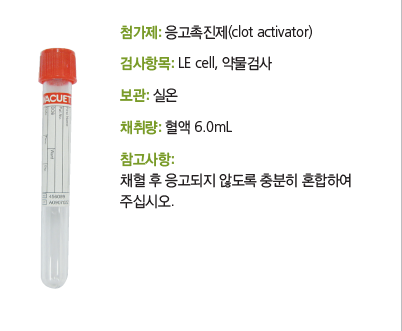 첨가제: 응고촉진제(clot activator)
검사항목: LE cell, 약물검사
보관: 실온
채취량: 혈액 6.0mL
참고사항:
채혈 후 응고되지 않도록 충분히 혼합하여
주십시오.
VACUET